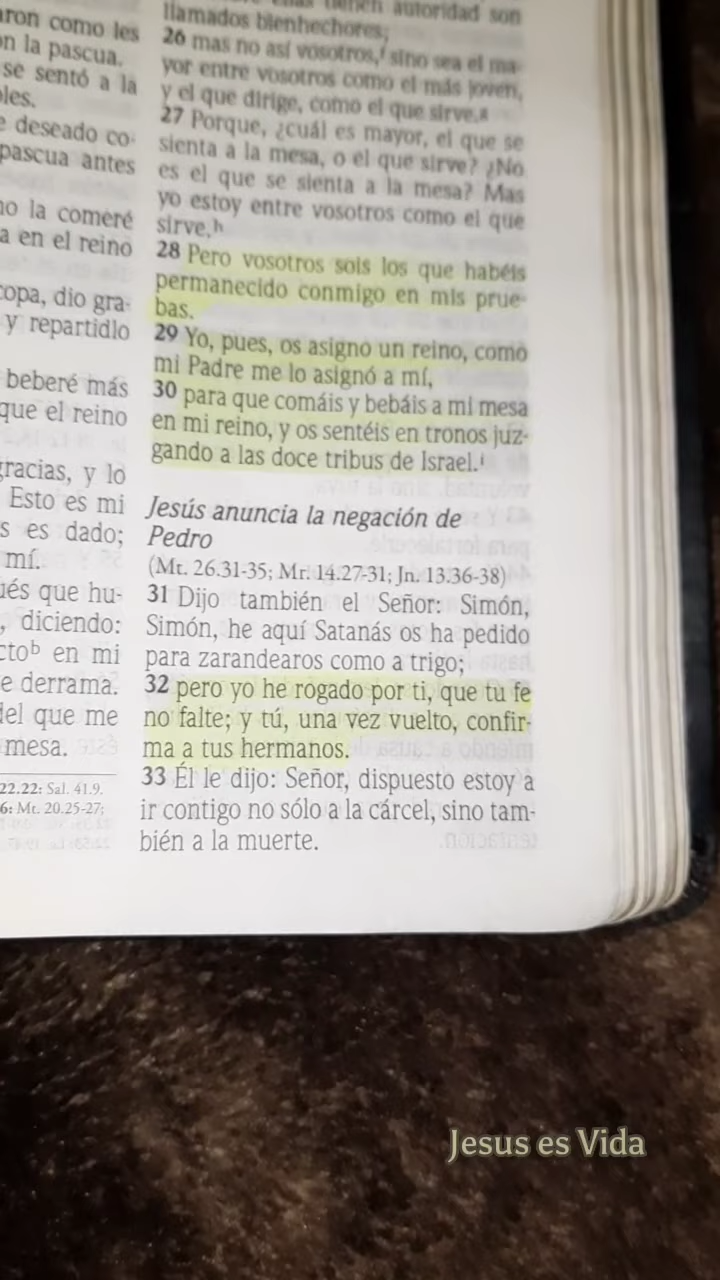 aron como les
n la pascua.
se sentó a la
les.
e deseado co-
pascua antes
no la comeré
a en el reino
copa, dio gra-
y repartidlo
beberé más
que el reino
gracias, y lo
Esto es mi
s es dado;
mí.
ués que hu-
, diciendo:
cto b en mi
e derrama.
del que me
mesa.
22.22: Sal. 41.9.
6: Mt. 20.25-27;
tienen autoridad son
llamados bienhechores;
26 mas no así vosotros,f sino sea el ma-
yor entre vosotros como el más joven,
y el que dirige, como el que sirve.g
27 Porque, ¿cuál es mayor, el que se
sienta a la mesa, o el que sirve? ¿No
es el que se sienta a la mesa? Mas
yo estoy entre vosotros como el que
sirve.h
28 Pero vosotros sois los que habéis
permanecido conmigo en mis prue-
bas.
29 Yo, pues, os asigno un reino, como
mi Padre me lo asignó a mí,
30 para que comáis y bebáis a mi mesa
en mi reino, y os sentéis en tronos juz-
gando a las doce tribus de Israel.i
Jesús anuncia la negación de
Pedro
(Mt. 26.31-35; Mr. 14.27-31; Jn. 13.36-38)
31 Dijo también el Señor: Simón,
Simón, he aquí Satanás os ha pedido
para zarandearos como a trigo;
32 pero yo he rogado por ti, que tu fe
no falte; y tú, una vez vuelto, confir-
ma a tus hermanos.
33 Él le dijo: Señor, dispuesto estoy a
ir contigo no sólo a la cárcel, sino tam-
bién a la muerte.
Jesus es Vida